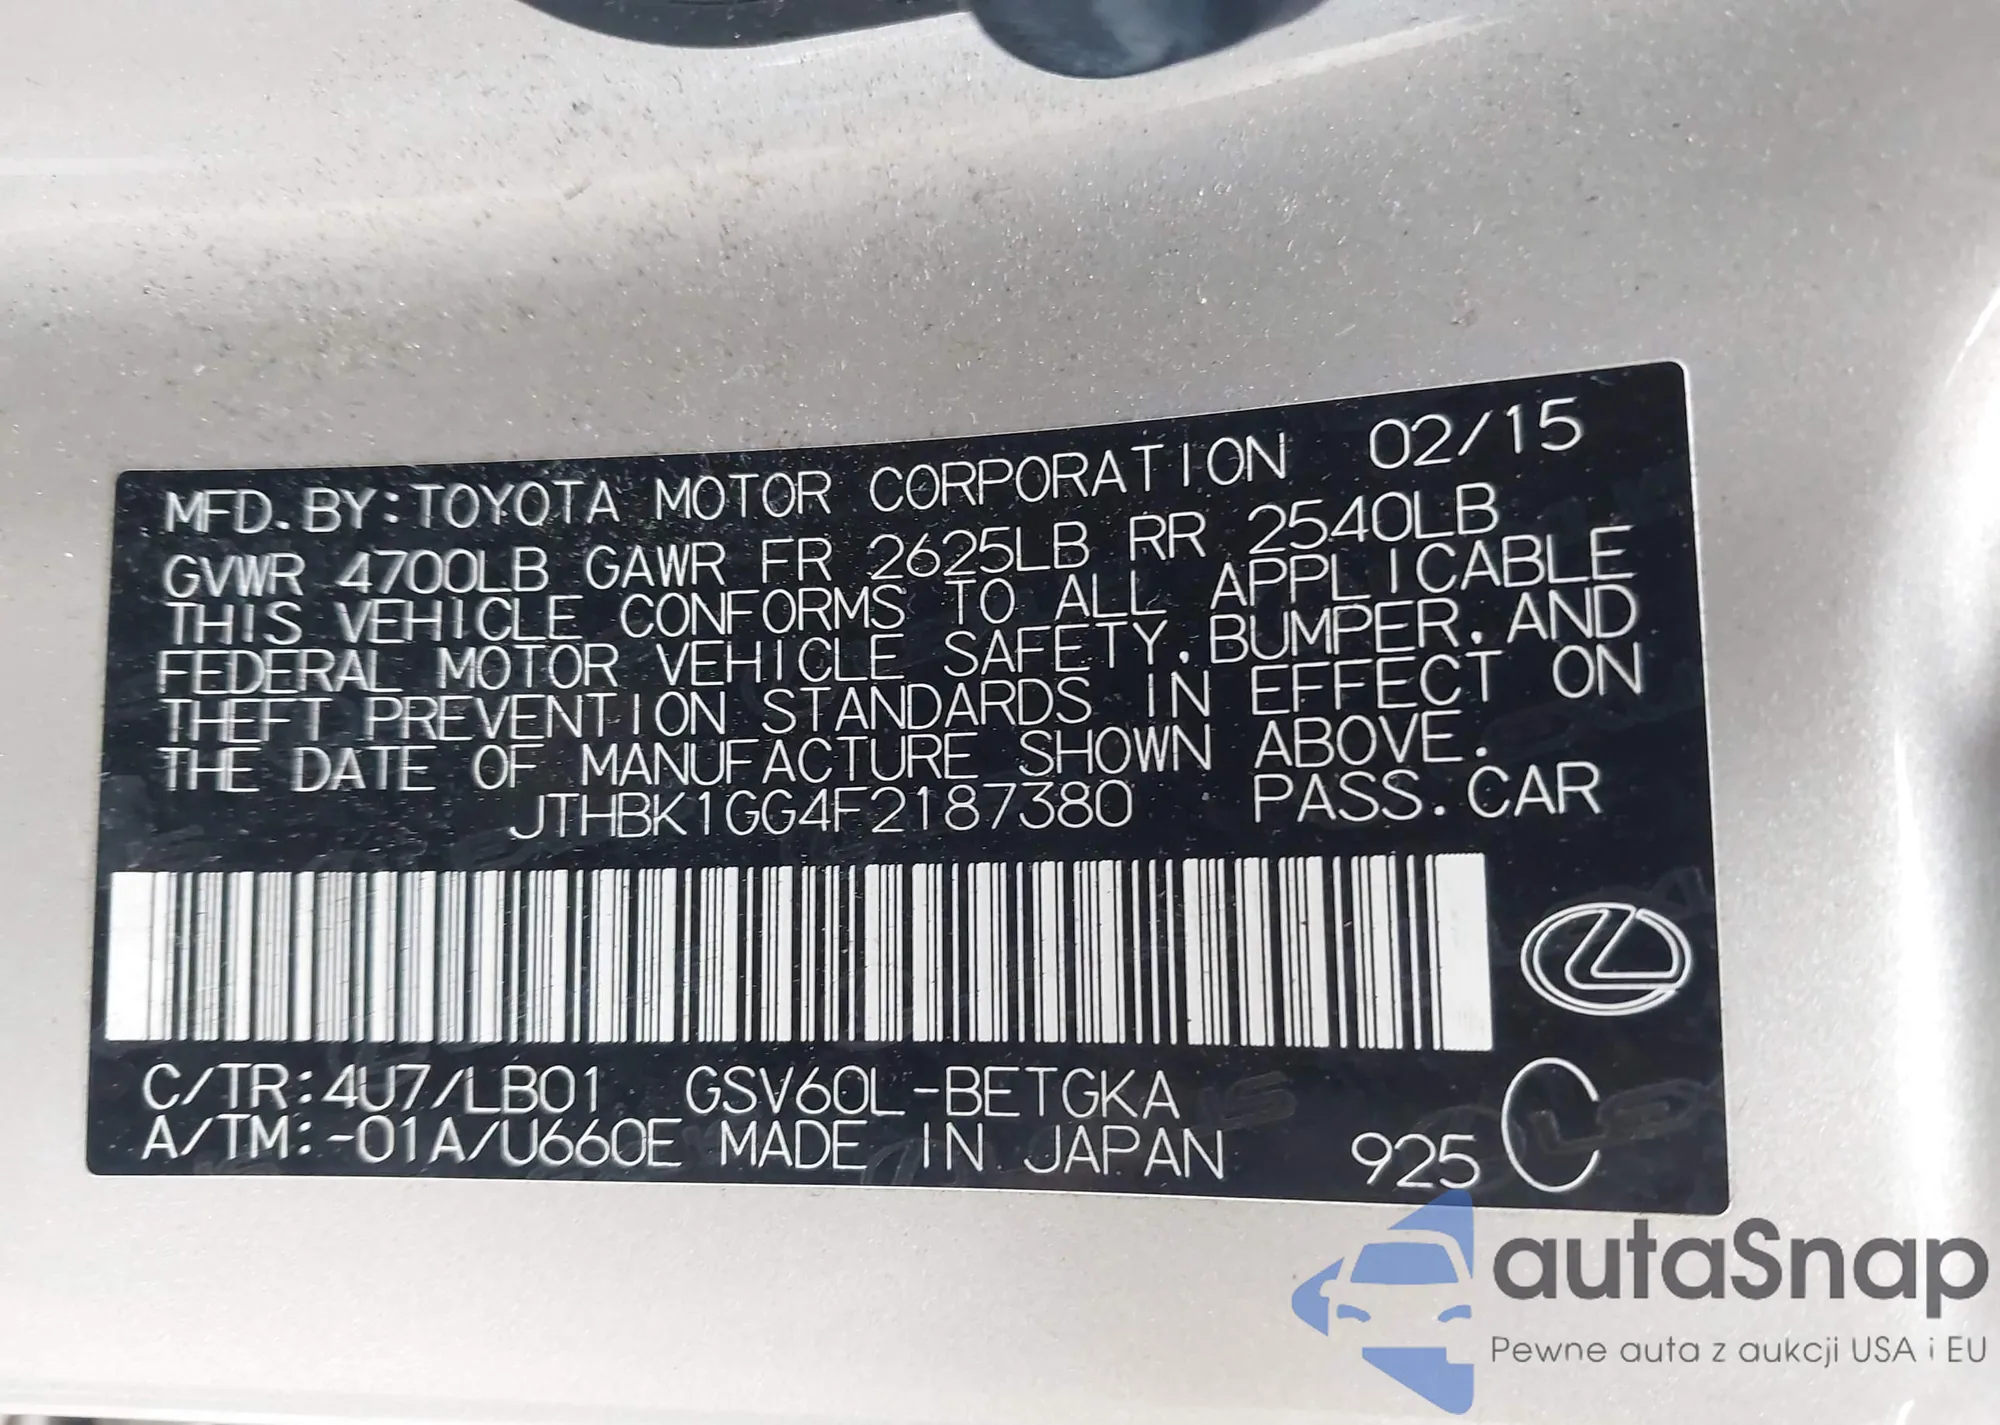 MFD.BY:TOYOTA MOTOR CORPORATION 02/15
GVWR 4700LB GAWR FR 2625LB RR 2540LB
THIS VEHICLE CONFORMS TO ALL APPLICABLE
FEDERAL MOTOR VEHICLE SAFETY, BUMPER, AND
THEFT PREVENTION STANDARDS IN EFFECT ON
THE DATE OF MANUFACTURE SHOWN ABOVE.
JTHBK1GG4F2187380 PASS.CAR
C/TR:4U7/LB01 GSV60L-BETGKA
A/TM:-01A/U660E MADE IN JAPAN 925 C
autaSnap
Pewne auta z aukcji USA i EU